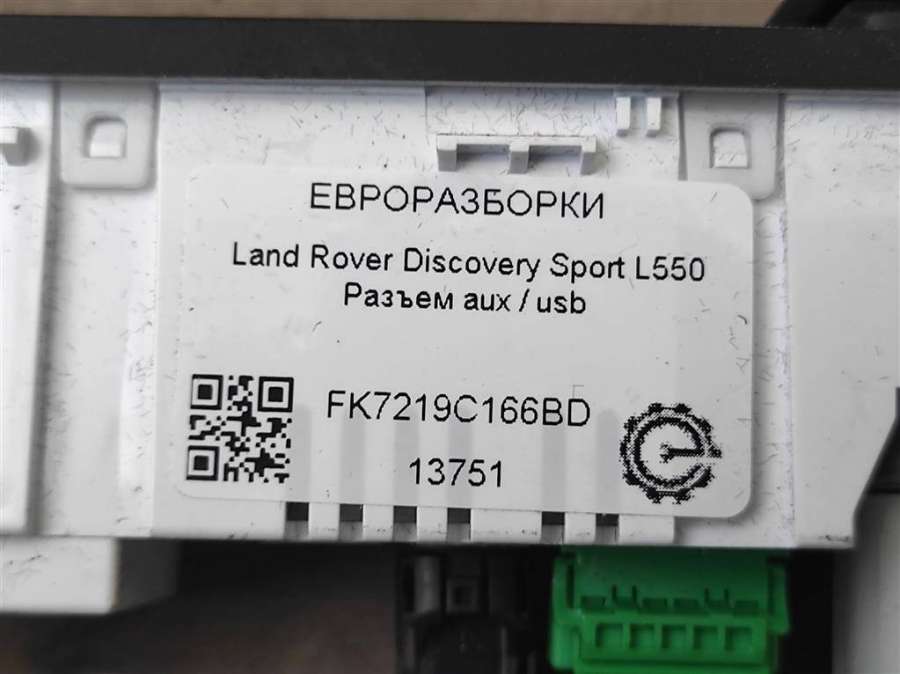 ЕВРОРАЗБОРКИ
Land Rover Discovery Sport L550
Разъем aux / usb
FK7219C166BD
13751